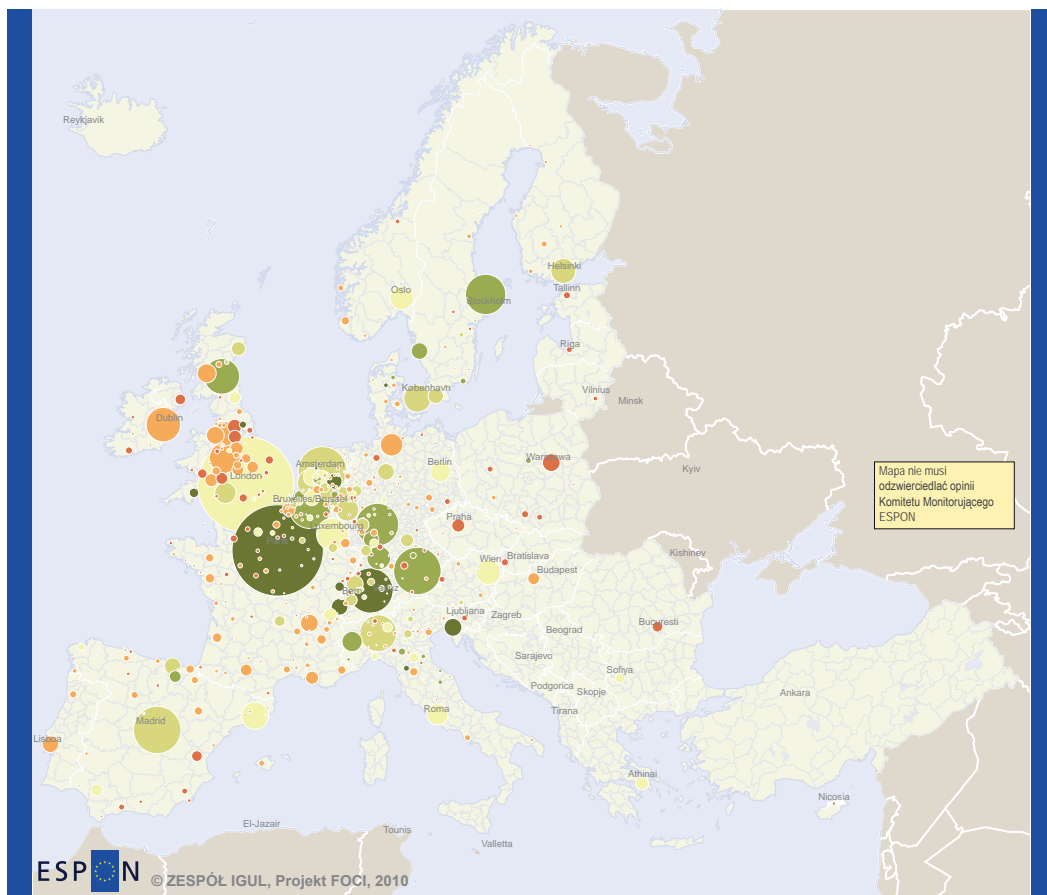 Reykjavik
Oslo
Helsinki
Tallinn
Stockholm
Riga
København
Vilnius
Minsk
Dublin
Amsterdam
Berlin
Warszawa
London
Kyiv
Mapa nie musi
odzwierciedlać opinii
Komitetu Monitorującego
ESPON
Bruxelles/Brussel
Luxembourg
Praha
Paris
Kishinev
Wien
Bratislava
Budapest
Bern
Ljubliana
Zagreb
Beograd
Bucuresti
Sarajevo
Sofiya
Podgorica
Skopje
Ankara
Tirana
Roma
Madrid
Lisboa
Athinai
Nicosia
El-Jazair
Tounis
Valletta
ESPON © ZESPÓŁ IGUL, Projekt FOCI, 2010